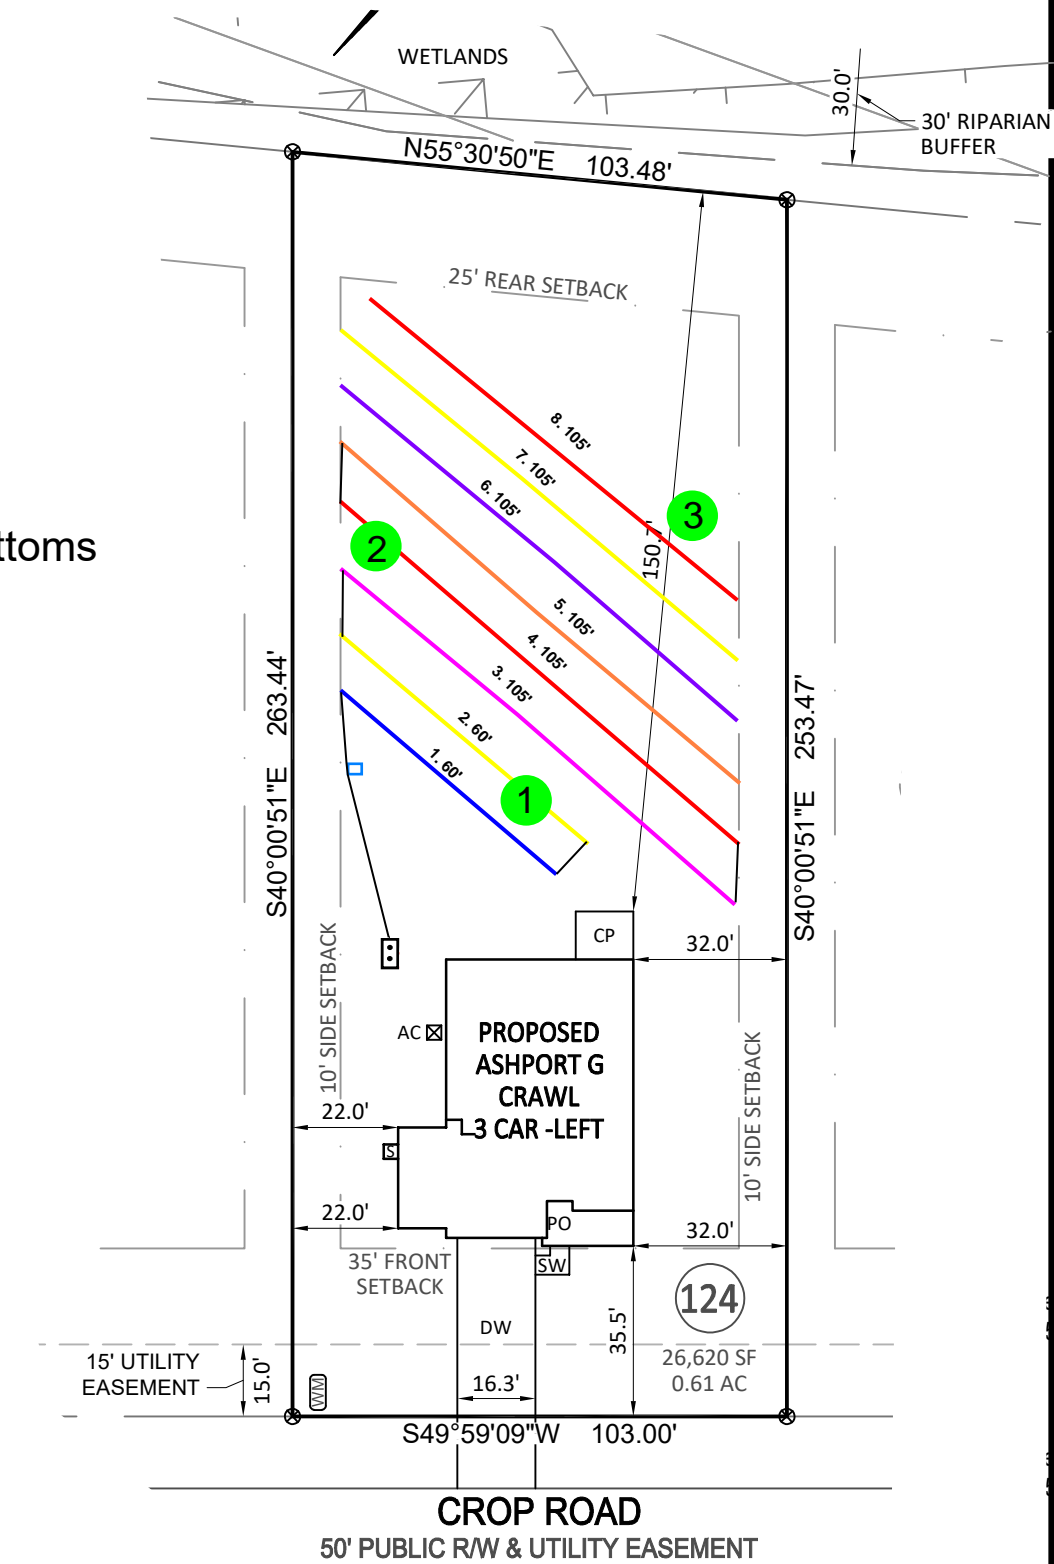 WETLANDS
30.0'
30' RIPARIAN
BUFFER
N55°30'50"E 103.48'
25' REAR SETBACK
8. 105'
7. 105'
6. 105'
3
150.
2
ttoms
5. 105'
4. 105'
3. 105'
2. 60'
1. 60'
1
S40°00'51"E 263.44'
S40°00'51"E 253.47'
CP
32.0'
10' SIDE SETBACK
AC
PROPOSED
ASHPORT G
CRAWL
3 CAR -LEFT
10' SIDE SETBACK
22.0'
S
22.0'
PO
32.0'
35' FRONT
SETBACK
SW
124
DW
35.5'
26,620 SF
0.61 AC
15' UTILITY
EASEMENT
15.0'
WM
16.3'
S49°59'09"W 103.00'
CROP ROAD
50' PUBLIC R/W & UTILITY EASEMENT